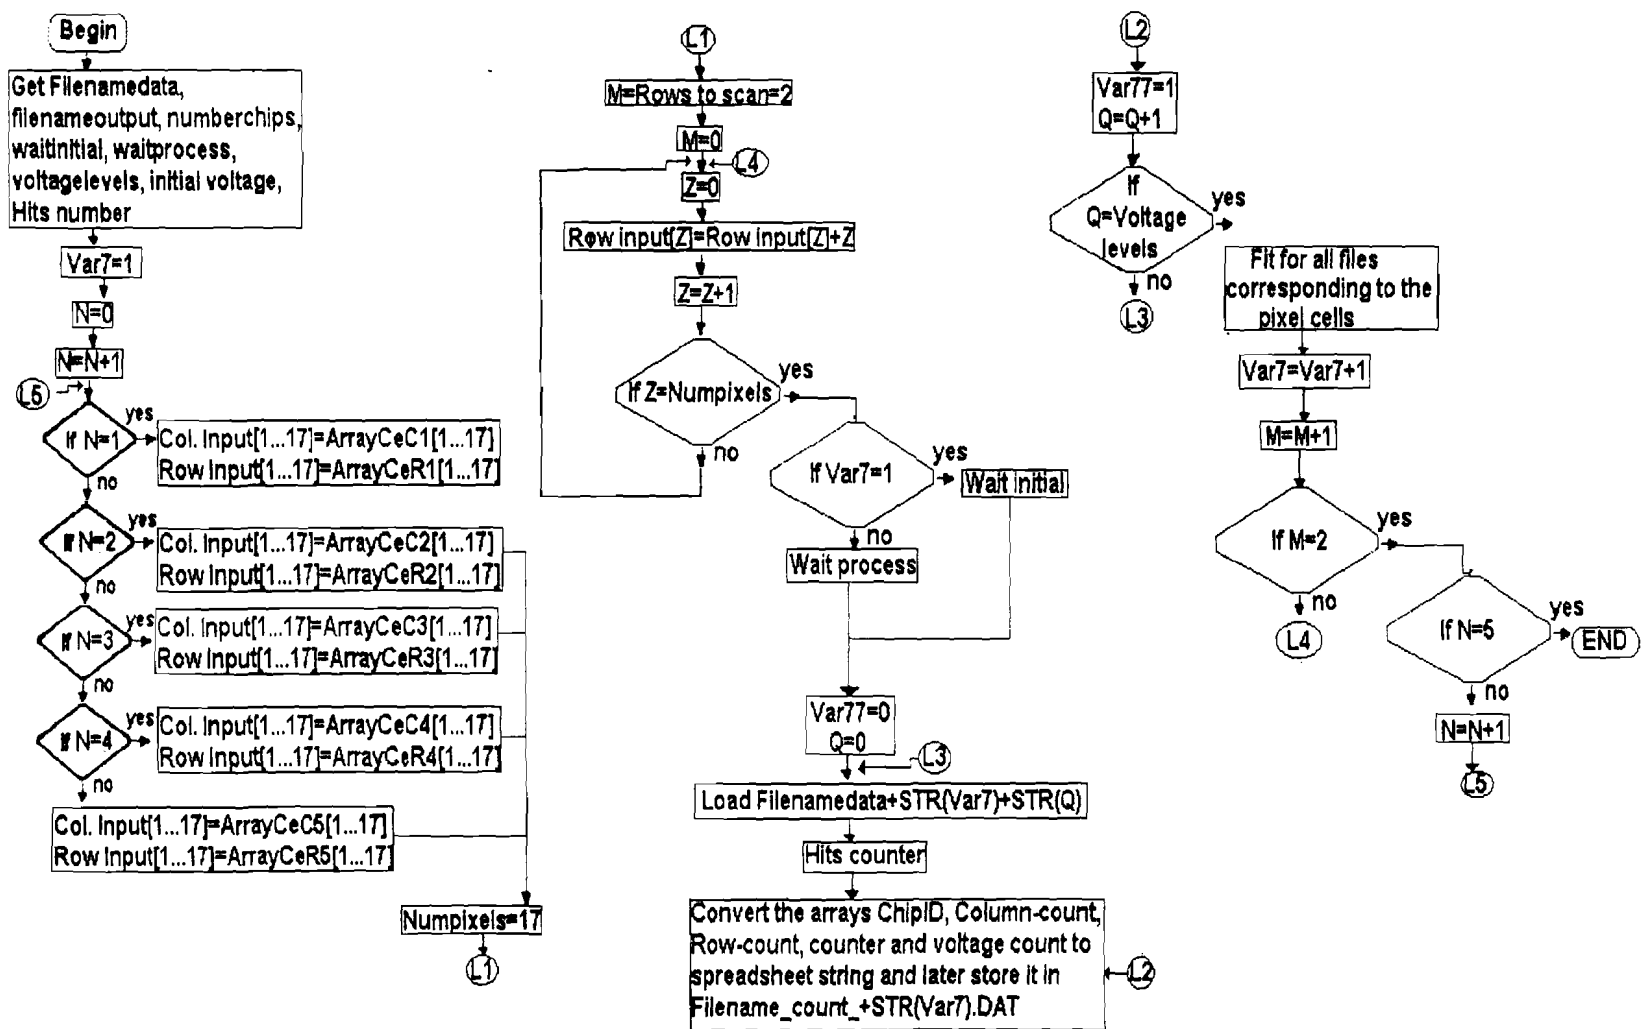 Begin
Get Filenamedata,
filenameoutput, numberchips,
waitinitial, waitprocess,
voltagelevels, initial voltage,
Hits number
Var7=1
N=0
N=N+1
L5
If N=1
yes
Col. Input[1...17]=ArrayCeC1[1...17]
Row Input[1...17]=ArrayCeR1[1...17]
no
If N=2
yes
Col. Input[1...17]=ArrayCeC2[1...17]
Row Input[1...17]=ArrayCeR2[1...17]
no
If N=3
yes
Col. Input[1...17]=ArrayCeC3[1...17]
Row Input[1...17]=ArrayCeR3[1...17]
no
If N=4
yes
Col. Input[1...17]=ArrayCeC4[1...17]
Row Input[1...17]=ArrayCeR4[1...17]
no
Col. Input[1...17]=ArrayCeC5[1...17]
Row Input[1...17]=ArrayCeR5[1...17]
Numpixels=17
L1
L1
M=Rows to scan=2
M=0
L4
Z=0
Row input[Z]=Row input[Z]+Z
Z=Z+1
If Z=Numpixels
yes
no
If Var7=1
yes
Wait initial
no
Wait process
Var77=0
Q=0
L3
Load Filenamedata+STR(Var7)+STR(Q)
Hits counter
Convert the arrays ChipID, Column-count,
Row-count, counter and voltage count to
spreadsheet string and later store it in
Filename_count_+STR(Var7).DAT
L2
L2
Var77=1
Q=Q+1
If
Q=Voltage
levels
yes
no
L3
Fit for all files
corresponding to the
pixel cells
Var7=Var7+1
M=M+1
If M=2
yes
no
L4
If N=5
yes
END
no
N=N+1
L5